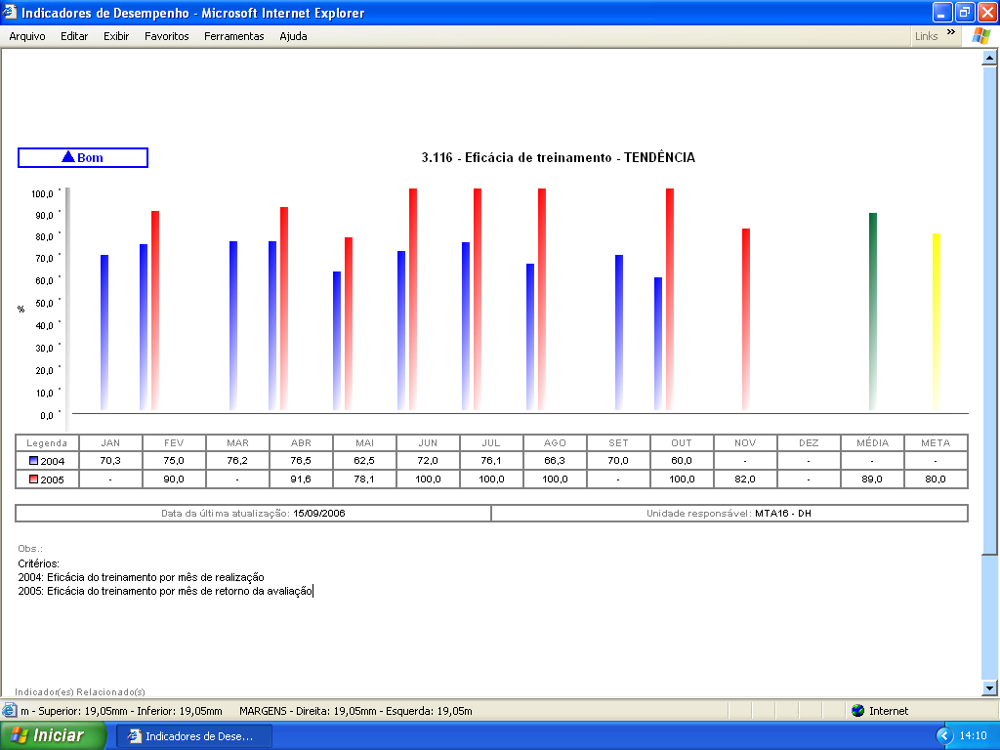 Indicadores de Desempenho - Microsoft Internet Explorer
Arquivo Editar Exibir Favoritos Ferramentas Ajuda Links »
Bom
3.116 - Eficácia de treinamento - TENDÊNCIA
100,0
90,0
80,0
70,0
60,0
50,0
%
40,0
30,0
20,0
10,0
0,0
Legenda JAN FEV MAR ABR MAI JUN JUL AGO SET OUT NOV DEZ MÉDIA META
2004 70,3 75,0 76,2 76,5 62,5 72,0 76,1 66,3 70,0 60,0 - - - -
2005 - 90,0 - 91,6 78,1 100,0 100,0 100,0 - 100,0 82,0 - 89,0 80,0
Data da última atualização: 15/09/2006 Unidade responsável: MTA16 - DH
Obs.:
Critérios:
2004: Eficácia do treinamento por mês de realização
2005: Eficácia do treinamento por mês de retorno da avaliação
Indicador(es) Relacionado(s)
m - Superior: 19,05mm - Inferior: 19,05mm MARGENS - Direita: 19,05mm - Esquerda: 19,05m Internet
Iniciar Indicadores de Dese... 14:10